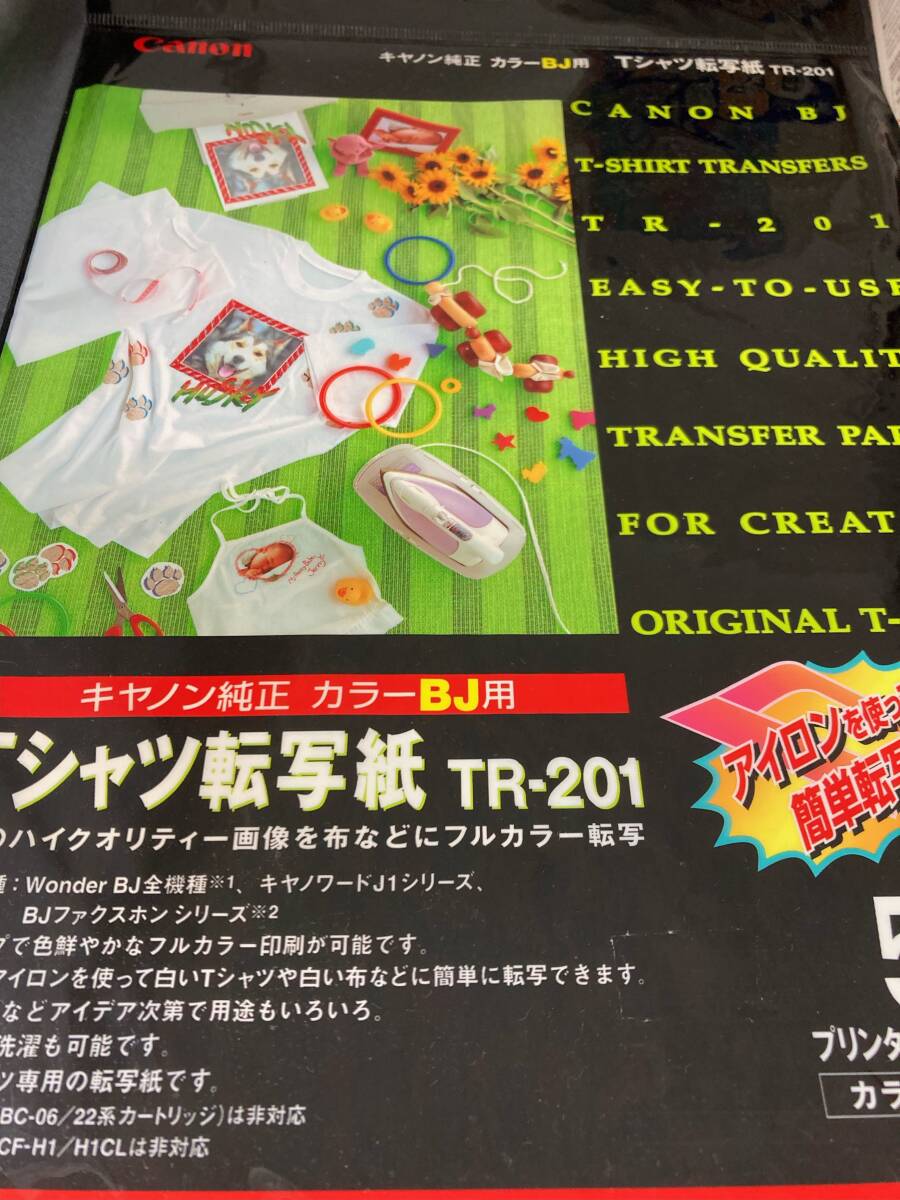 Canon
キヤノン純正 カラーBJ用 Tシャツ転写紙 TR-201
CANON BJ
T-SHIRT TRANSFERS
TR-201
EASY-TO-USE
HIGH QUALIT
TRANSFER PAP
FOR CREAT
ORIGINAL T-
HUSKY
キヤノン純正 カラーBJ用
Tシャツ転写紙 TR-201
のハイクオリティー画像を布などにフルカラー転写
アイロンを使っ
簡単転写
種：Wonder BJ全機種※1、キヤノワードJ1シリーズ、
BJファクスホン シリーズ※2
プで色鮮やかなフルカラー印刷が可能です。
アイロンを使って白いTシャツや白い布などに簡単に転写できます。
などアイデア次第で用途もいろいろ。
洗濯も可能です。
ツ専用の転写紙です。
BC-06/22系カートリッジ)は非対応
CF-H1/H1CLは非対応
5
プリンタ
カラ